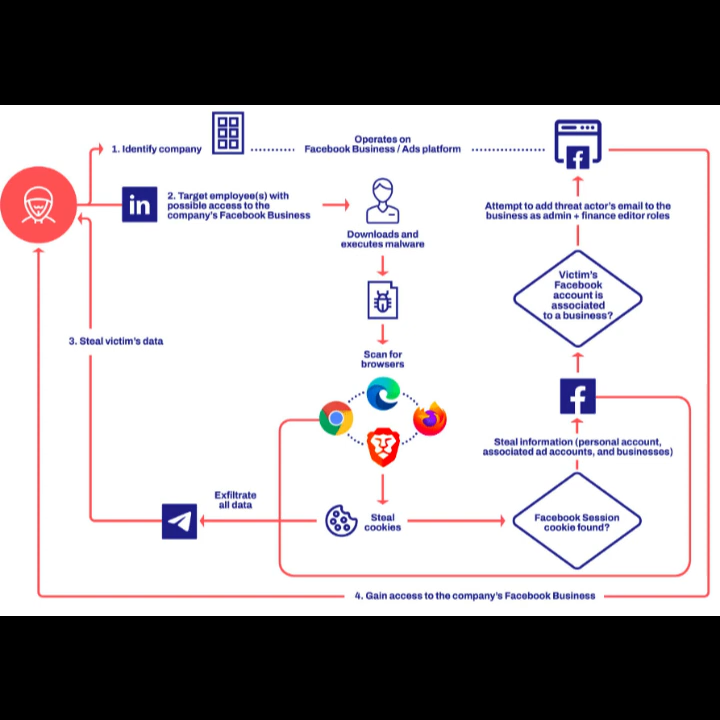 1. Identify company
Operates on
Facebook Business / Ads platform
in
2. Target employee(s) with
possible access to the
company's Facebook Business
Downloads and
executes malware
Attempt to add threat actor's email to the
business as admin + finance editor roles
Victim's
Facebook
account is
associated
to a business?
3. Steal victim's data
Scan for
browsers
Steal information (personal account,
associated ad accounts, and businesses)
Exfiltrate
all data
Steal
cookies
Facebook Session
cookie found?
4. Gain access to the company's Facebook Business